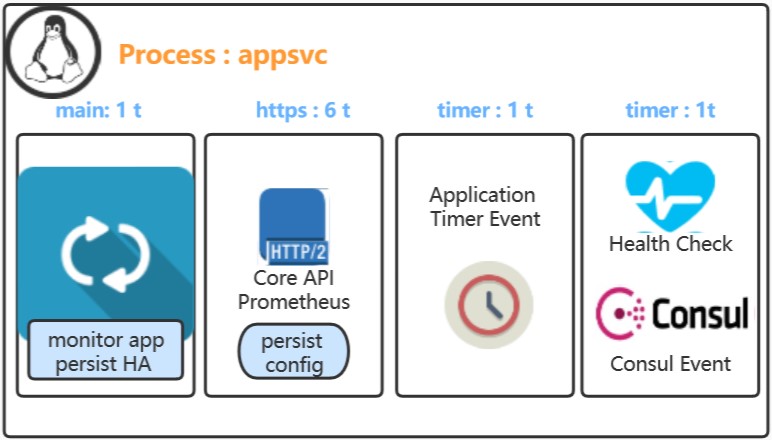 Process : appsvc
main: 1 t
https : 6 t
timer : 1 t
timer : 1t
monitor app
persist HA
HTTP/2
Core API
Prometheus
persist
config
Application
Timer Event
Health Check
Consul
Consul Event